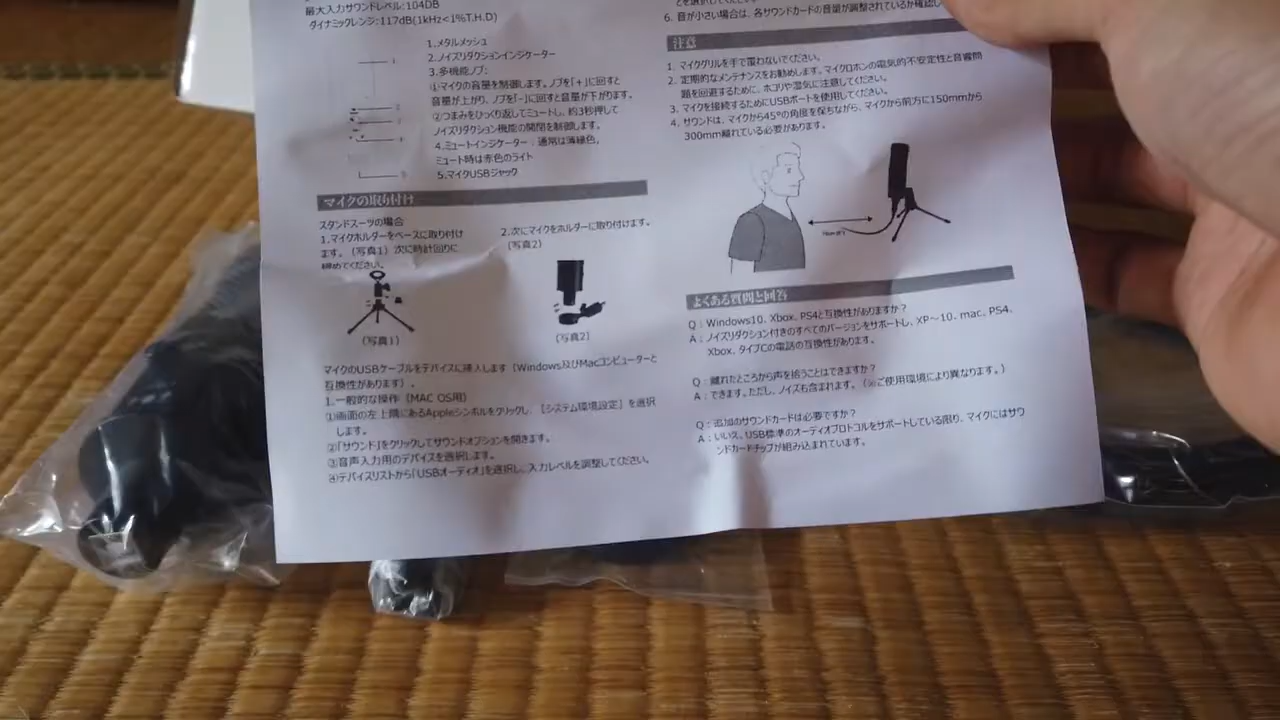 最大入力サウンドレベル:104DB
ダイナミックレンジ:117dB(1kHz<1%T.H.D)
1.メタルメッシュ
2.ノイズリダクションインジケーター
3.多機能ノブ:
①マイクの音量を制御します。ノブを「+」に回すと
音量が上がり、ノブを「-」に回すと音量が下がります。
②つまみをひっくり返してミュートし、約3秒押して
ノイズリダクション機能の開閉を制御します。
4.ミュートインジケーター：通常は薄緑色。
ミュート時は赤色のライト
5.マイクUSBジャック
マイクの取り付け
スタンドスーツの場合
1.マイクホルダーをベースに取り付け
ます。(写真1) 次に時計回りに
締めてください。
(写真1)
2.次にマイクをホルダーに取り付けます。
(写真2)
(写真2)
マイクのUSBケーブルをデバイスに挿入します (Windows及びMacコンピューターと
互換性があります) 。
1.一般的な操作 (MAC OS用)
①画面の左上隅にあるAppleシンボルをクリックし、[システム環境設定] を選択
します。
②「サウンド」をクリックしてサウンドオプションを開きます。
③音声入力用のデバイスを選択します。
④デバイスリストから「USBオーディオ」を選択し、入力レベルを調整してください。
6. 音が小さい場合は、各サウンドカードの音量が調整されているか確認し
注意
1. マイクグリルを手で覆わないでください。
2. 定期的なメンテナンスをお勧めします。マイクロホンの電気的不安定性と音響問
題を回避するために、ホコリや湿気に注意してください。
3. マイクを接続するためにUSBポートを使用してください。
4. サウンドは、マイクから45°の角度を保ちながら、マイクから前方に150mmから
300mm離れている必要があります。
よくある質問と回答
Q：Windows10、Xbox、PS4と互換性がありますか？
A：ノイズリダクション付きのすべてのバージョンをサポートし、XP～10、mac、PS4、
Xbox、タイプCの電話の互換性があります。
Q：離れたところから声を拾うことはできますか？
A：できます。ただし、ノイズも含まれます。(※ご使用環境により異なります。)
Q：追加のサウンドカードは必要ですか？
A：いいえ、USB標準のオーディオプロトコルをサポートしている限り、マイクにはサウ
ンドカードチップが組み込まれています。